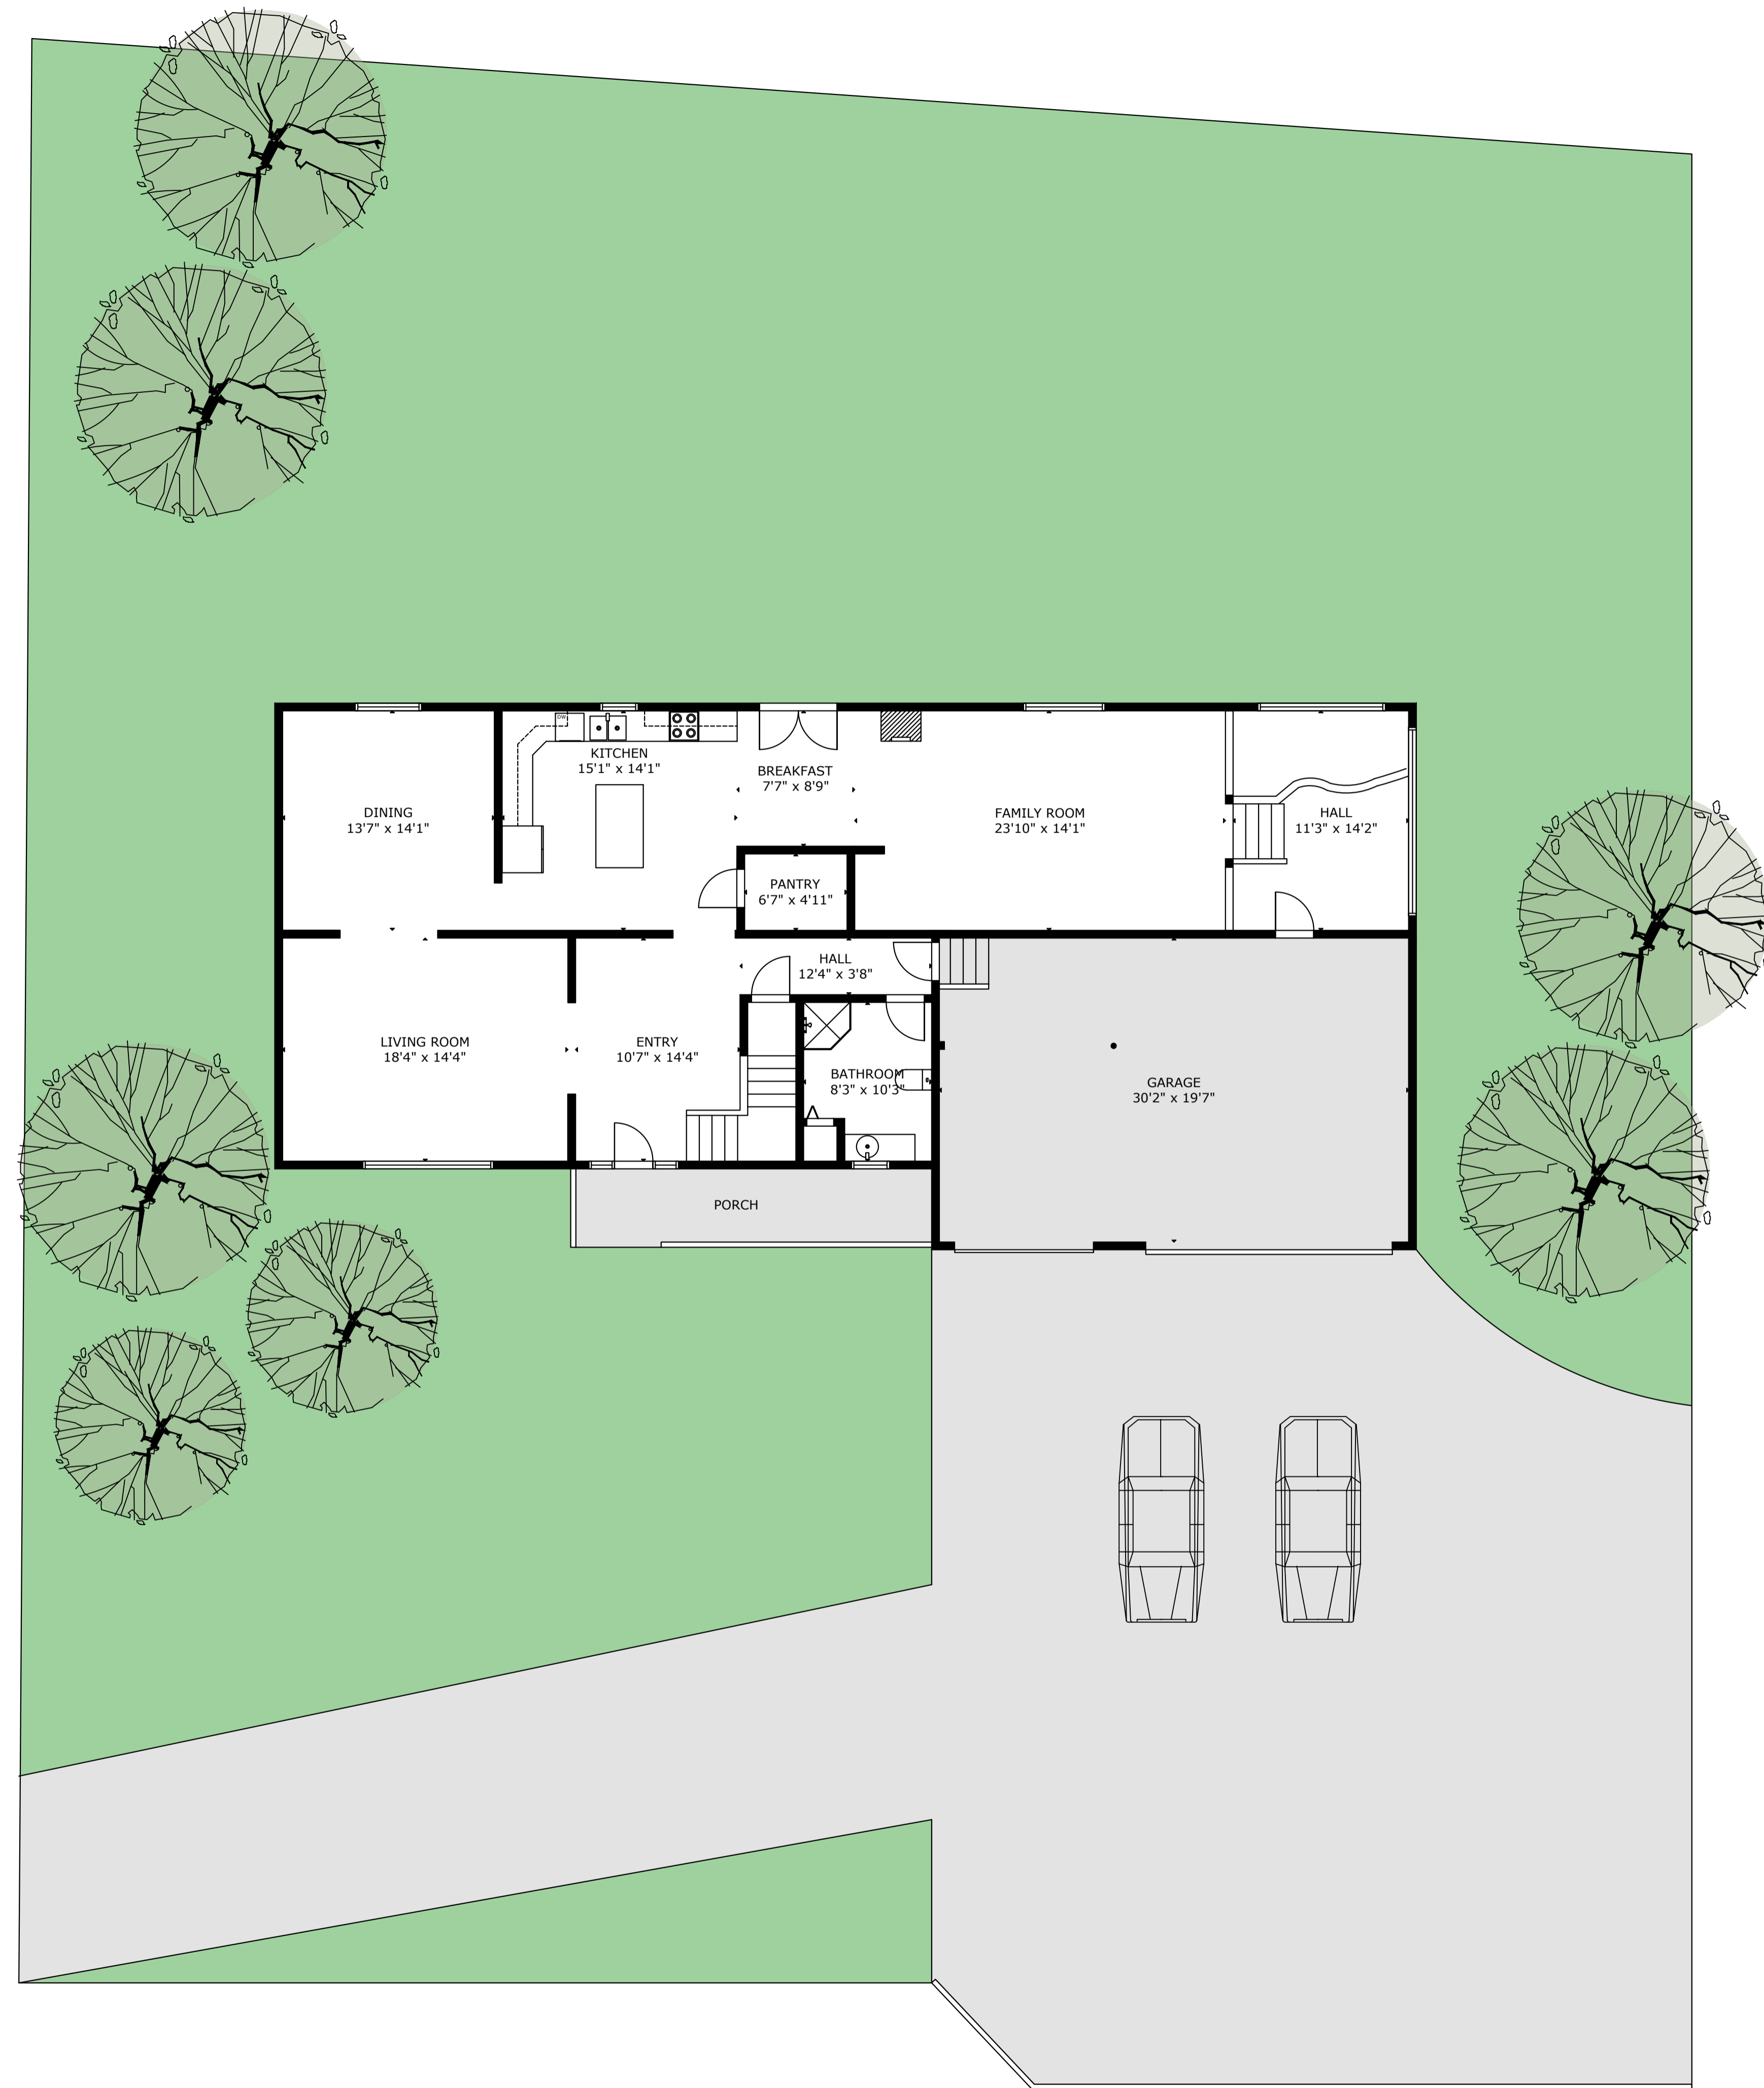 DW
KITCHEN
15'1" x 14'1"
BREAKFAST
7'7" x 8'9"
DINING
13'7" x 14'1"
FAMILY ROOM
23'10" x 14'1"
HALL
11'3" x 14'2"
PANTRY
6'7" x 4'11"
HALL
12'4" x 3'8"
LIVING ROOM
18'4" x 14'4"
ENTRY
10'7" x 14'4"
BATHROOM
8'3" x 10'3"
GARAGE
30'2" x 19'7"
PORCH